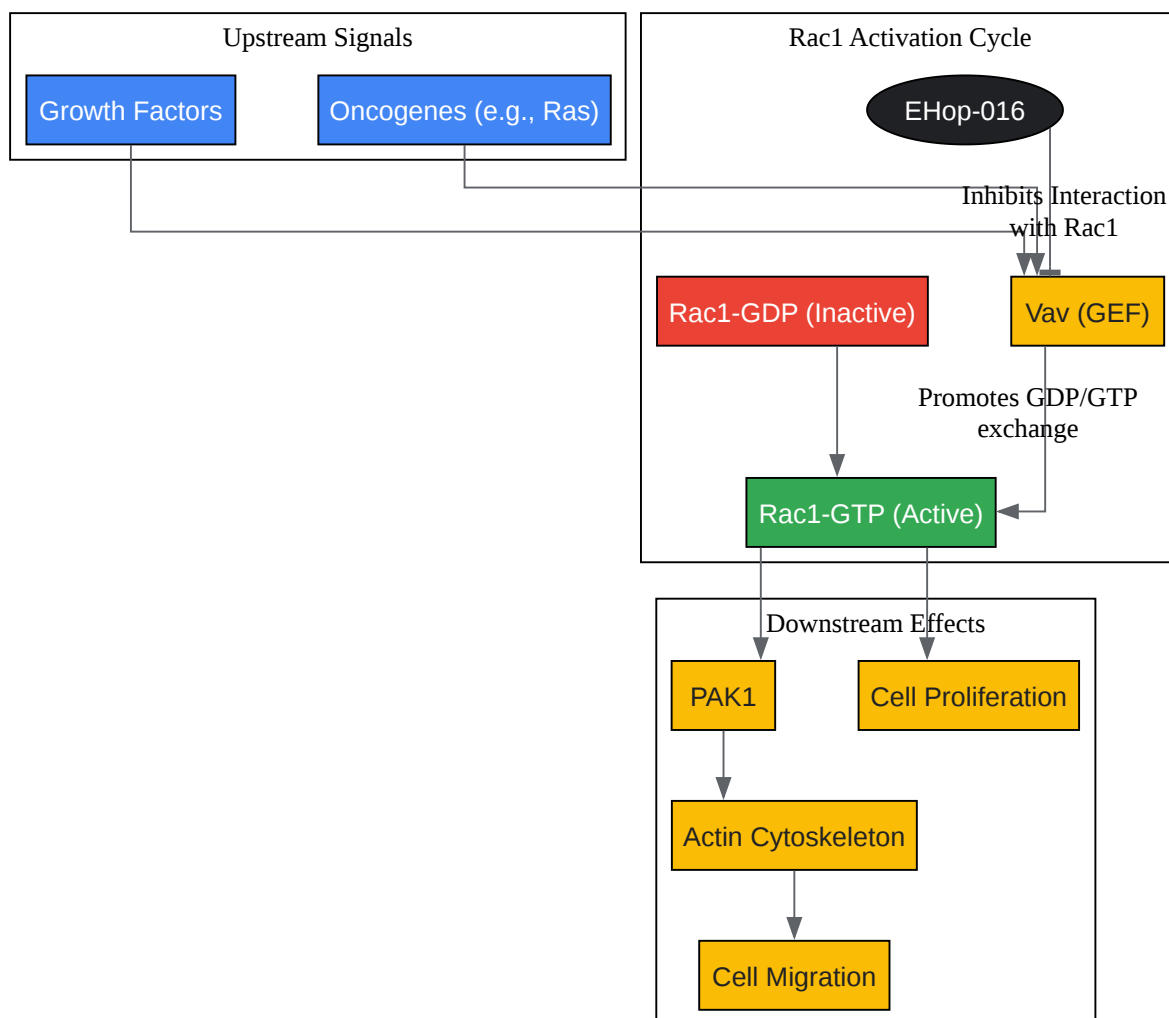 Upstream Signals
Growth Factors
Oncogenes (e.g., Ras)
Rac1 Activation Cycle
EHop-016
Inhibits Interaction
with Rac1
Rac1-GDP (Inactive)
Vav (GEF)
Promotes GDP/GTP
exchange
Rac1-GTP (Active)
Downstream Effects
PAK1
Cell Proliferation
Actin Cytoskeleton
Cell Migration